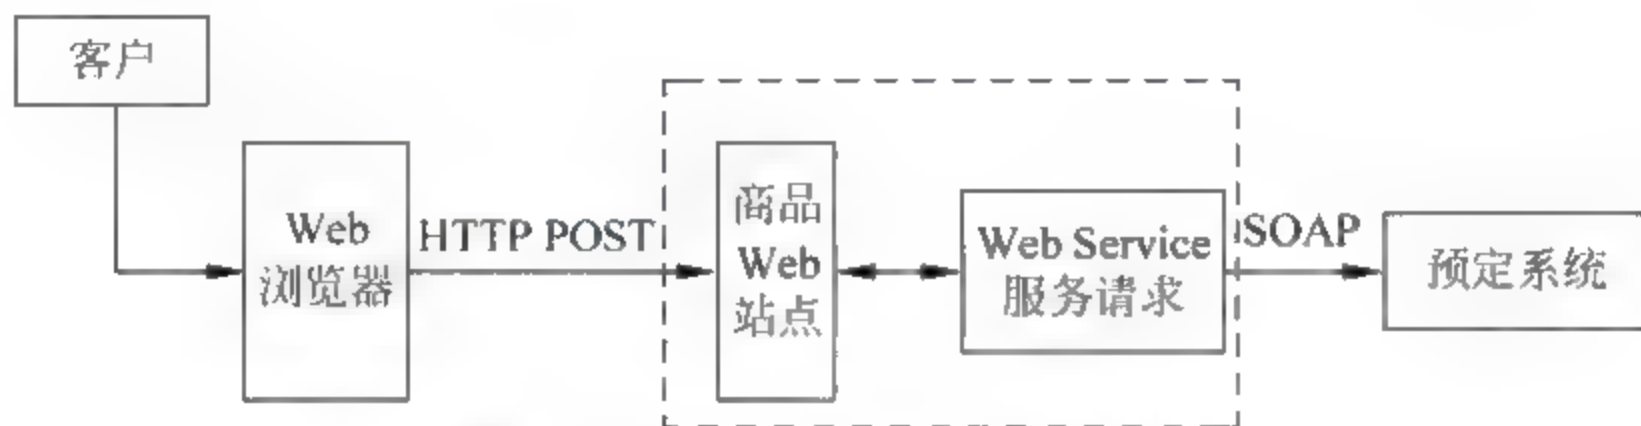 客户
Web
浏览器
HTTP POST
商品
Web
站点
Web Service
服务请求
SOAP
预定系统